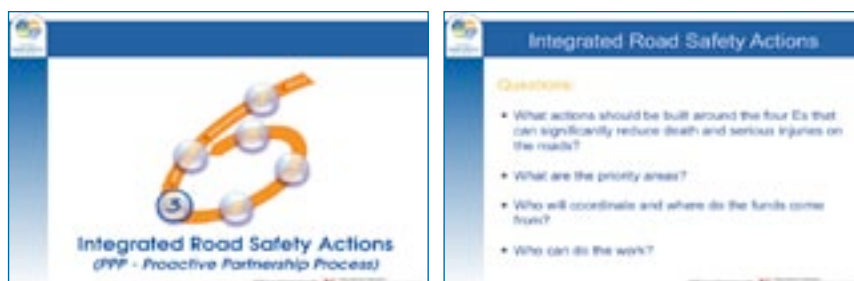 3
Integrated Road Safety Actions
(PPP - Proactive Partnership Process)
Integrated Road Safety Actions
Questions:
• What actions should be built around the four Es that
can significantly reduce death and serious injuries on
the roads?
• What are the priority areas?
• Who will coordinate and where do the funds come
from?
• Who can do the work?